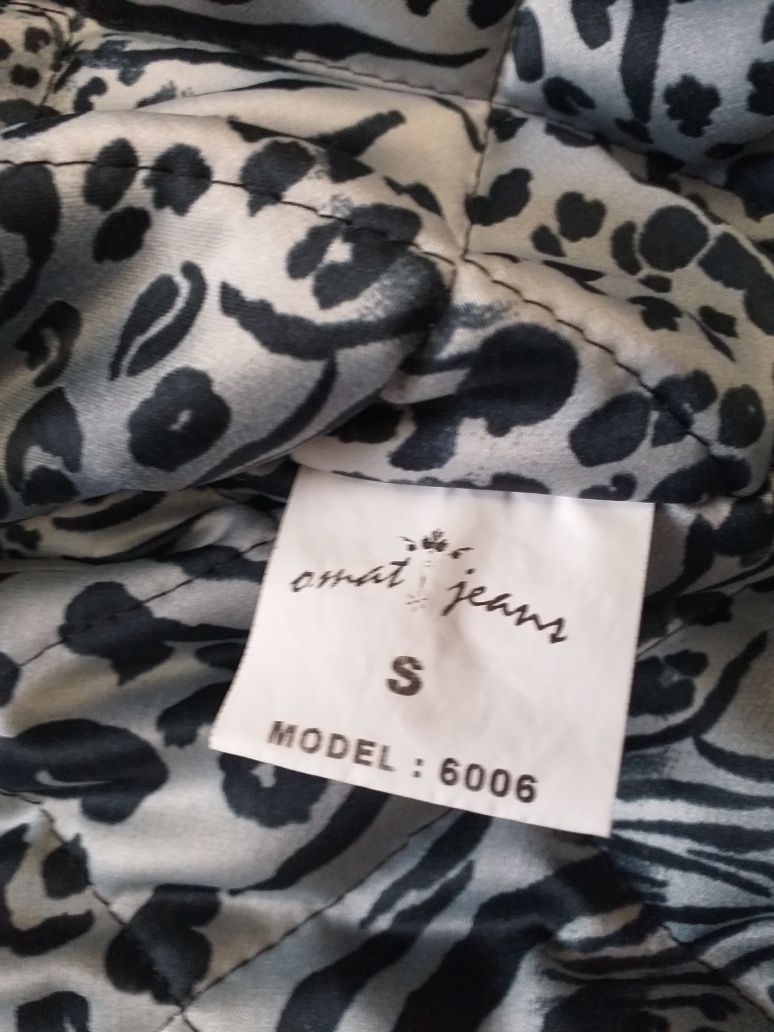 omat jeans
S
MODEL : 6006